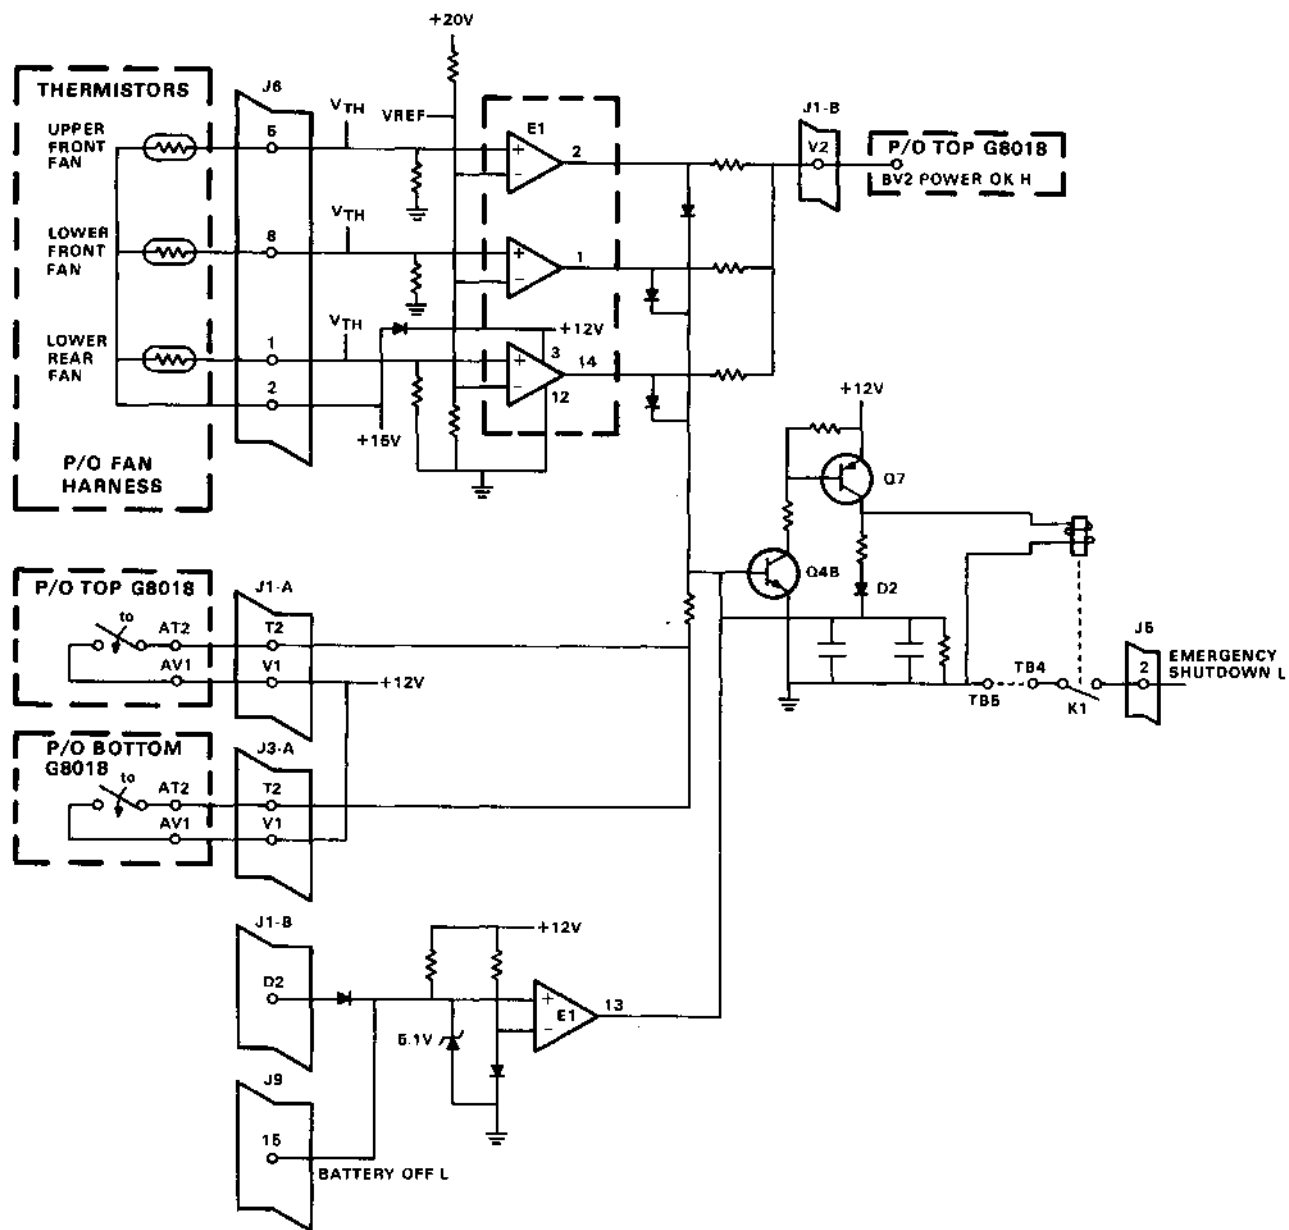 +20V
THERMISTORS
J6
VTH
VREF
E1
J1-B
UPPER
FRONT
FAN
5
+
-
2
V2
P/O TOP G8018
BV2 POWER OK H
LOWER
FRONT
FAN
8
VTH
+
-
1
LOWER
REAR
FAN
1
VTH
+12V
+
-
3
14
12
2
+15V
P/O FAN
HARNESS
+12V
Q7
Q4B
D2
P/O TOP G8018
J1-A
to
AT2
T2
AV1
V1
+12V
J5
2
EMERGENCY
SHUTDOWN L
TB4
TB5
K1
P/O BOTTOM
G8018
J3-A
to
AT2
T2
AV1
V1
J1-B
+12V
D2
+
-
E1
13
5.1V
J9
15
BATTERY OFF L